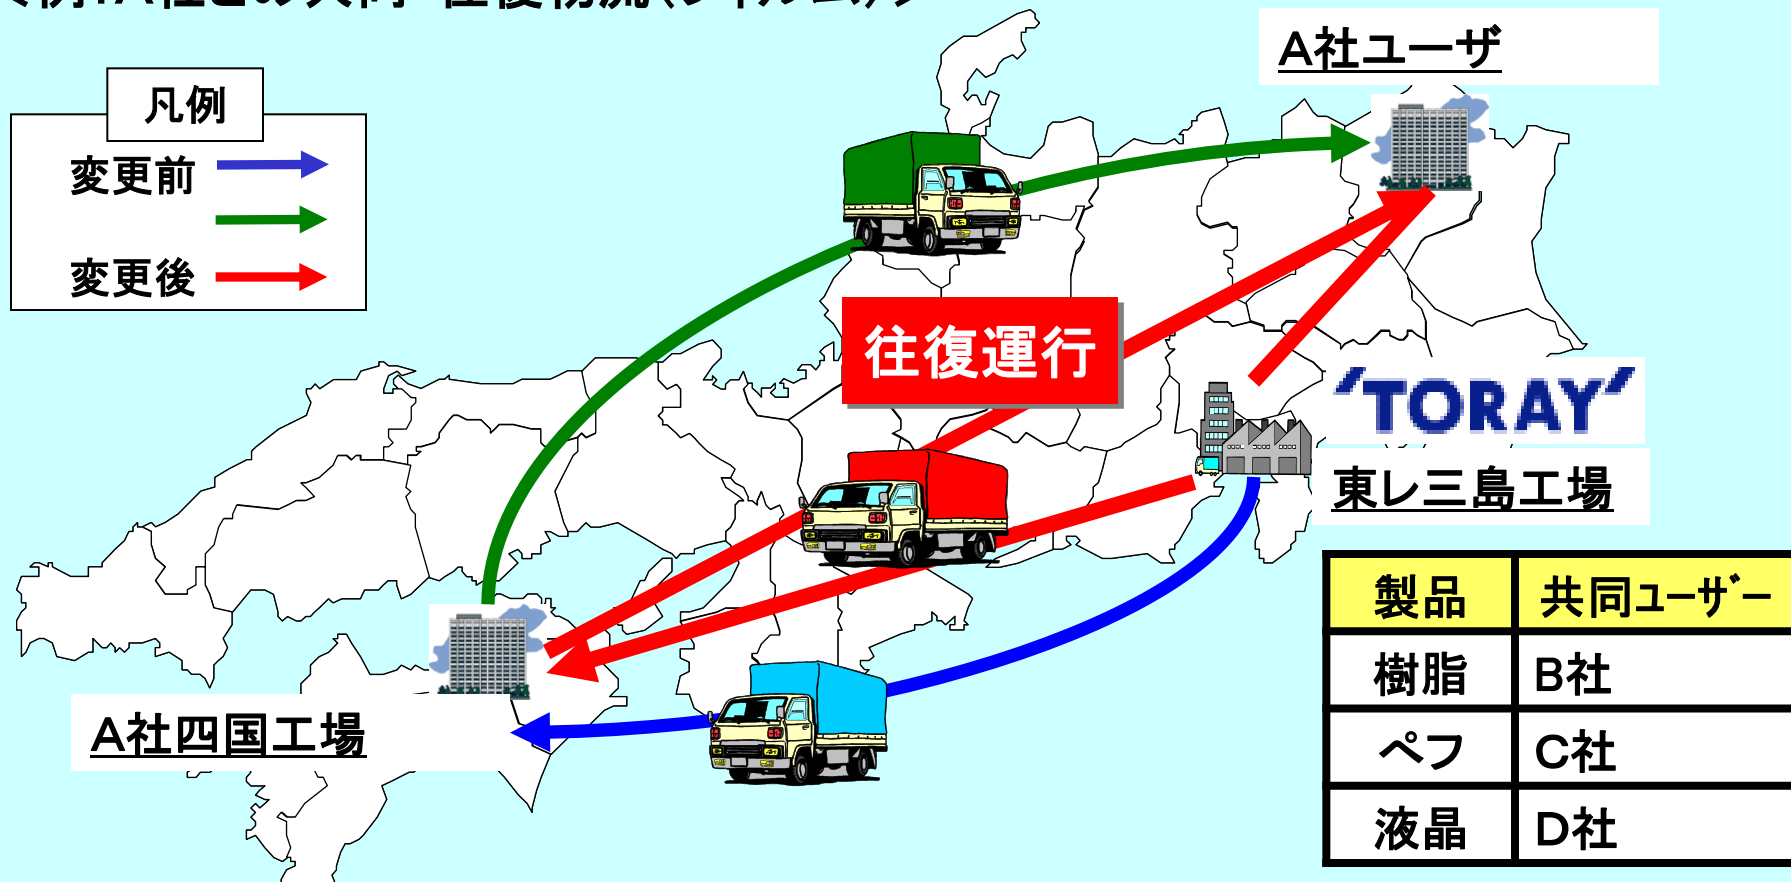 A社ユーザ
凡例
変更前
変更後
往復運行
'TORAY'
東レ三島工場
A社四国工場
製品 共同ユーザー
樹脂 B社
ペフ C社
液晶 D社